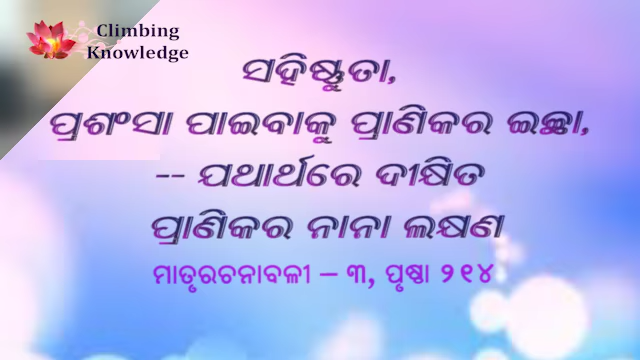 Climbing
Knowledge
ସହିଷ୍ଣୁତା,
ପ୍ରଶଂସା ପାଇବାକୁ ପ୍ରାଣିକର ଇଚ୍ଛା,
-- ଯଥାର୍ଥରେ ଦୀକ୍ଷିତ
ପ୍ରାଣିକର ନାନା ଲକ୍ଷଣ
ମାତୃରଚନାବଳୀ – ୩, ପୃଷ୍ଠା ୨୧୪